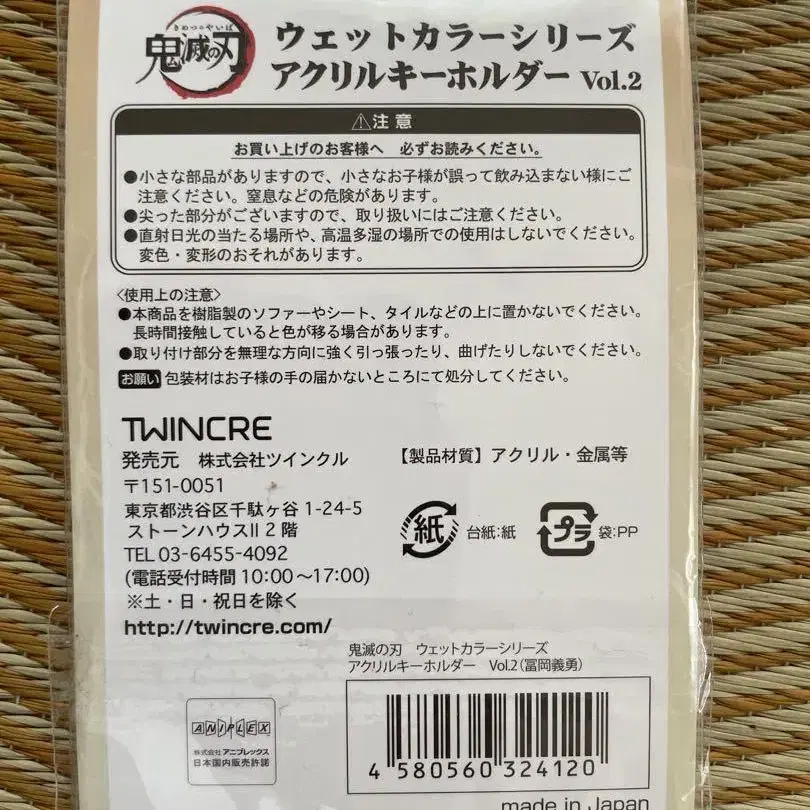 きめつのやいば
鬼滅の刃
ウェットカラーシリーズ
アクリルキーホルダー Vol.2
⚠注意
お買い上げのお客様へ 必ずお読みください。
●小さな部品がありますので、小さなお子様が誤って飲み込まない様にご
注意ください。窒息などの危険があります。
●尖った部分がございますので、取り扱いにはご注意ください。
●直射日光の当たる場所や、高温多湿の場所での使用はしないでください。
変色・変形のおそれがあります。
〈使用上の注意〉
●本商品を樹脂製のソファーやシート、タイルなどの上に置かないでください。
長時間接触していると色が移る場合があります。
●取り付け部分を無理な方向に強く引っ張ったり、曲げたりしないでください。
お願い 包装材はお子様の手の届かないところにて処分してください。
TWINCRE
発売元 株式会社ツインクル
〒151-0051
東京都渋谷区千駄ヶ谷1-24-5
ストーンハウスII 2階
TEL 03-6455-4092
(電話受付時間10:00〜17:00)
※土・日・祝日を除く
http://twincre.com/
【製品材質】アクリル・金属等
紙 台紙:紙
プラ 袋:PP
鬼滅の刃 ウェットカラーシリーズ
アクリルキーホルダー Vol.2(冨岡義勇)
ANIPLEX
株式会社アニプレックス
日本国内販売許諾
4 580560 324120
made in Japan